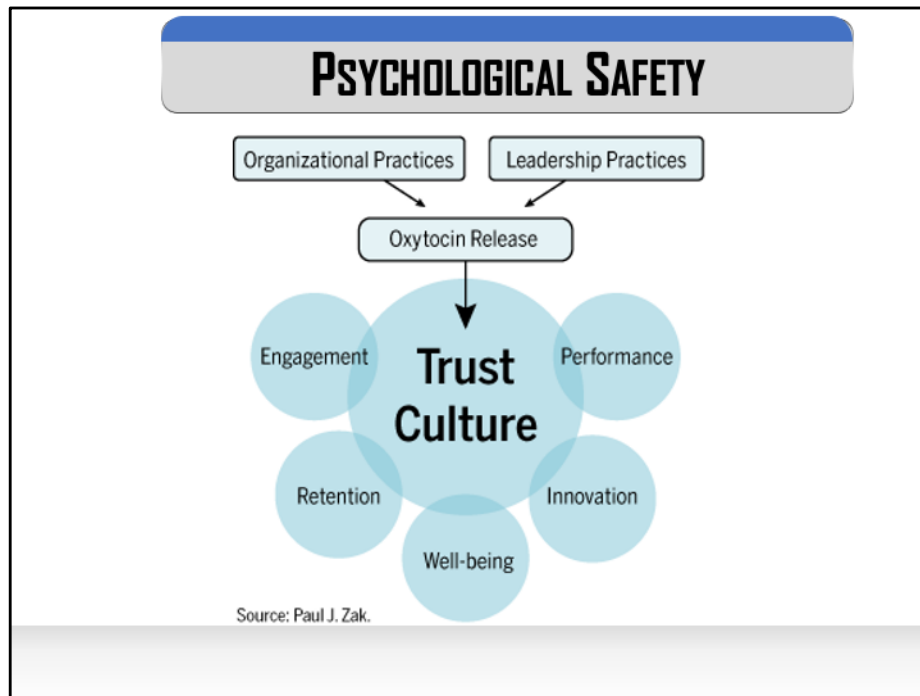 PSYCHOLOGICAL SAFETY
Organizational Practices
Leadership Practices
Oxytocin Release
Trust
Culture
Engagement
Performance
Retention
Innovation
Well-being
Source: Paul J. Zak.